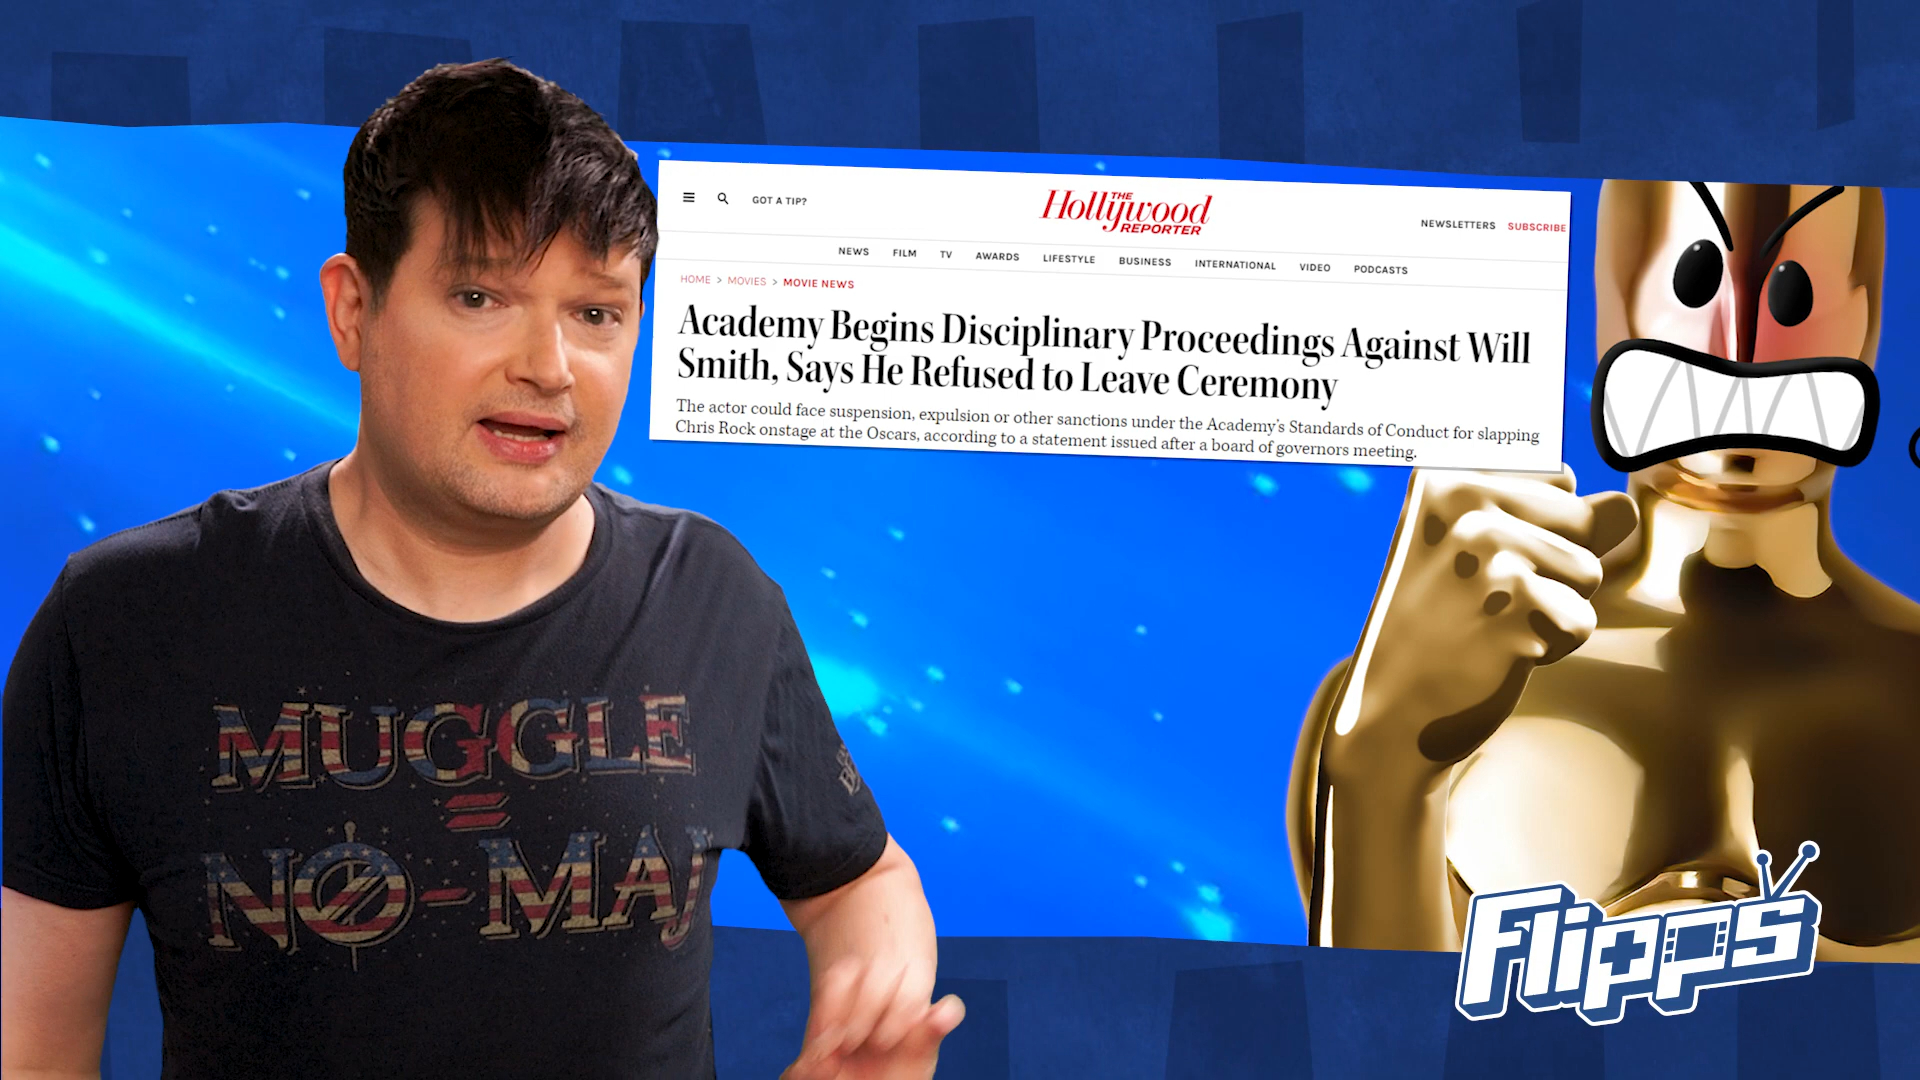 GOT A TIP?
THE
Hollywood
REPORTER
NEWSLETTERS SUBSCRIBE
NEWS FILM TV AWARDS LIFESTYLE BUSINESS INTERNATIONAL VIDEO PODCASTS
HOME > MOVIES > MOVIE NEWS
Academy Begins Disciplinary Proceedings Against Will
Smith, Says He Refused to Leave Ceremony
The actor could face suspension, expulsion or other sanctions under the Academy's Standards of Conduct for slapping
Chris Rock onstage at the Oscars, according to a statement issued after a board of governors meeting.
MUGGLE
=
NO-MAJ
Flipps